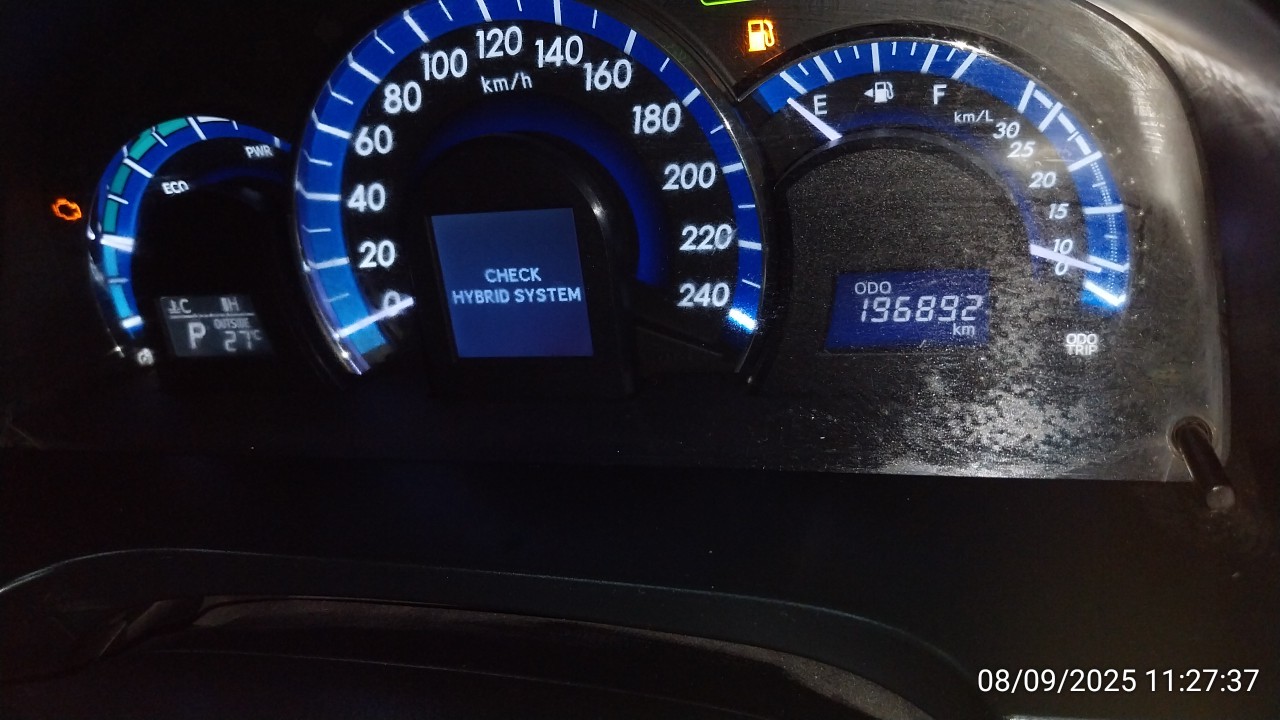 PWR
ECO
C H
P OUTSIDE
27°C
0
20
40
60
80
100
120
140
160
180
200
220
240
km/h
CHECK
HYBRID SYSTEM
E
F
km/L
30
25
20
15
10
0
ODO
196892
km
ODO
TRIP
08/09/2025 11:27:37